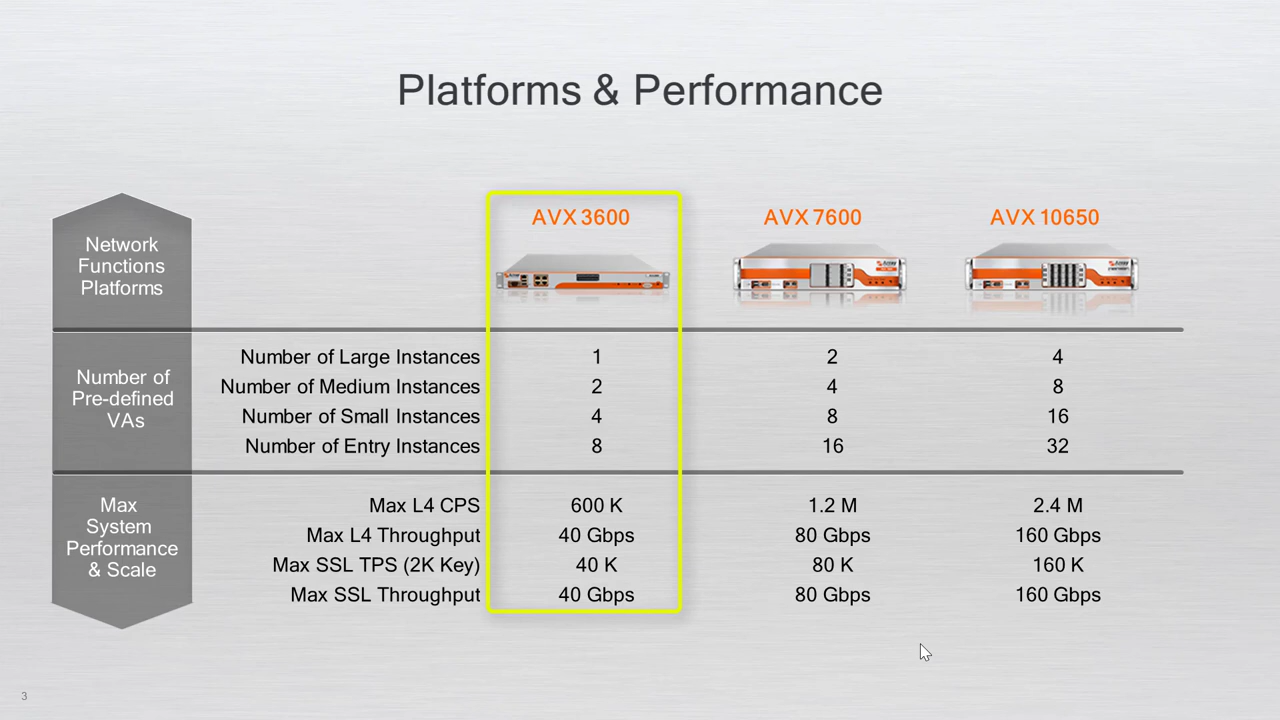 Platforms & Performance
AVX 3600
AVX 7600
AVX 10650
Network
Functions
Platforms
Number of
Pre-defined
VAs
Number of Large Instances 1 2 4
Number of Medium Instances 2 4 8
Number of Small Instances 4 8 16
Number of Entry Instances 8 16 32
Max
System
Performance
& Scale
Max L4 CPS 600 K 1.2 M 2.4 M
Max L4 Throughput 40 Gbps 80 Gbps 160 Gbps
Max SSL TPS (2K Key) 40 K 80 K 160 K
Max SSL Throughput 40 Gbps 80 Gbps 160 Gbps
3